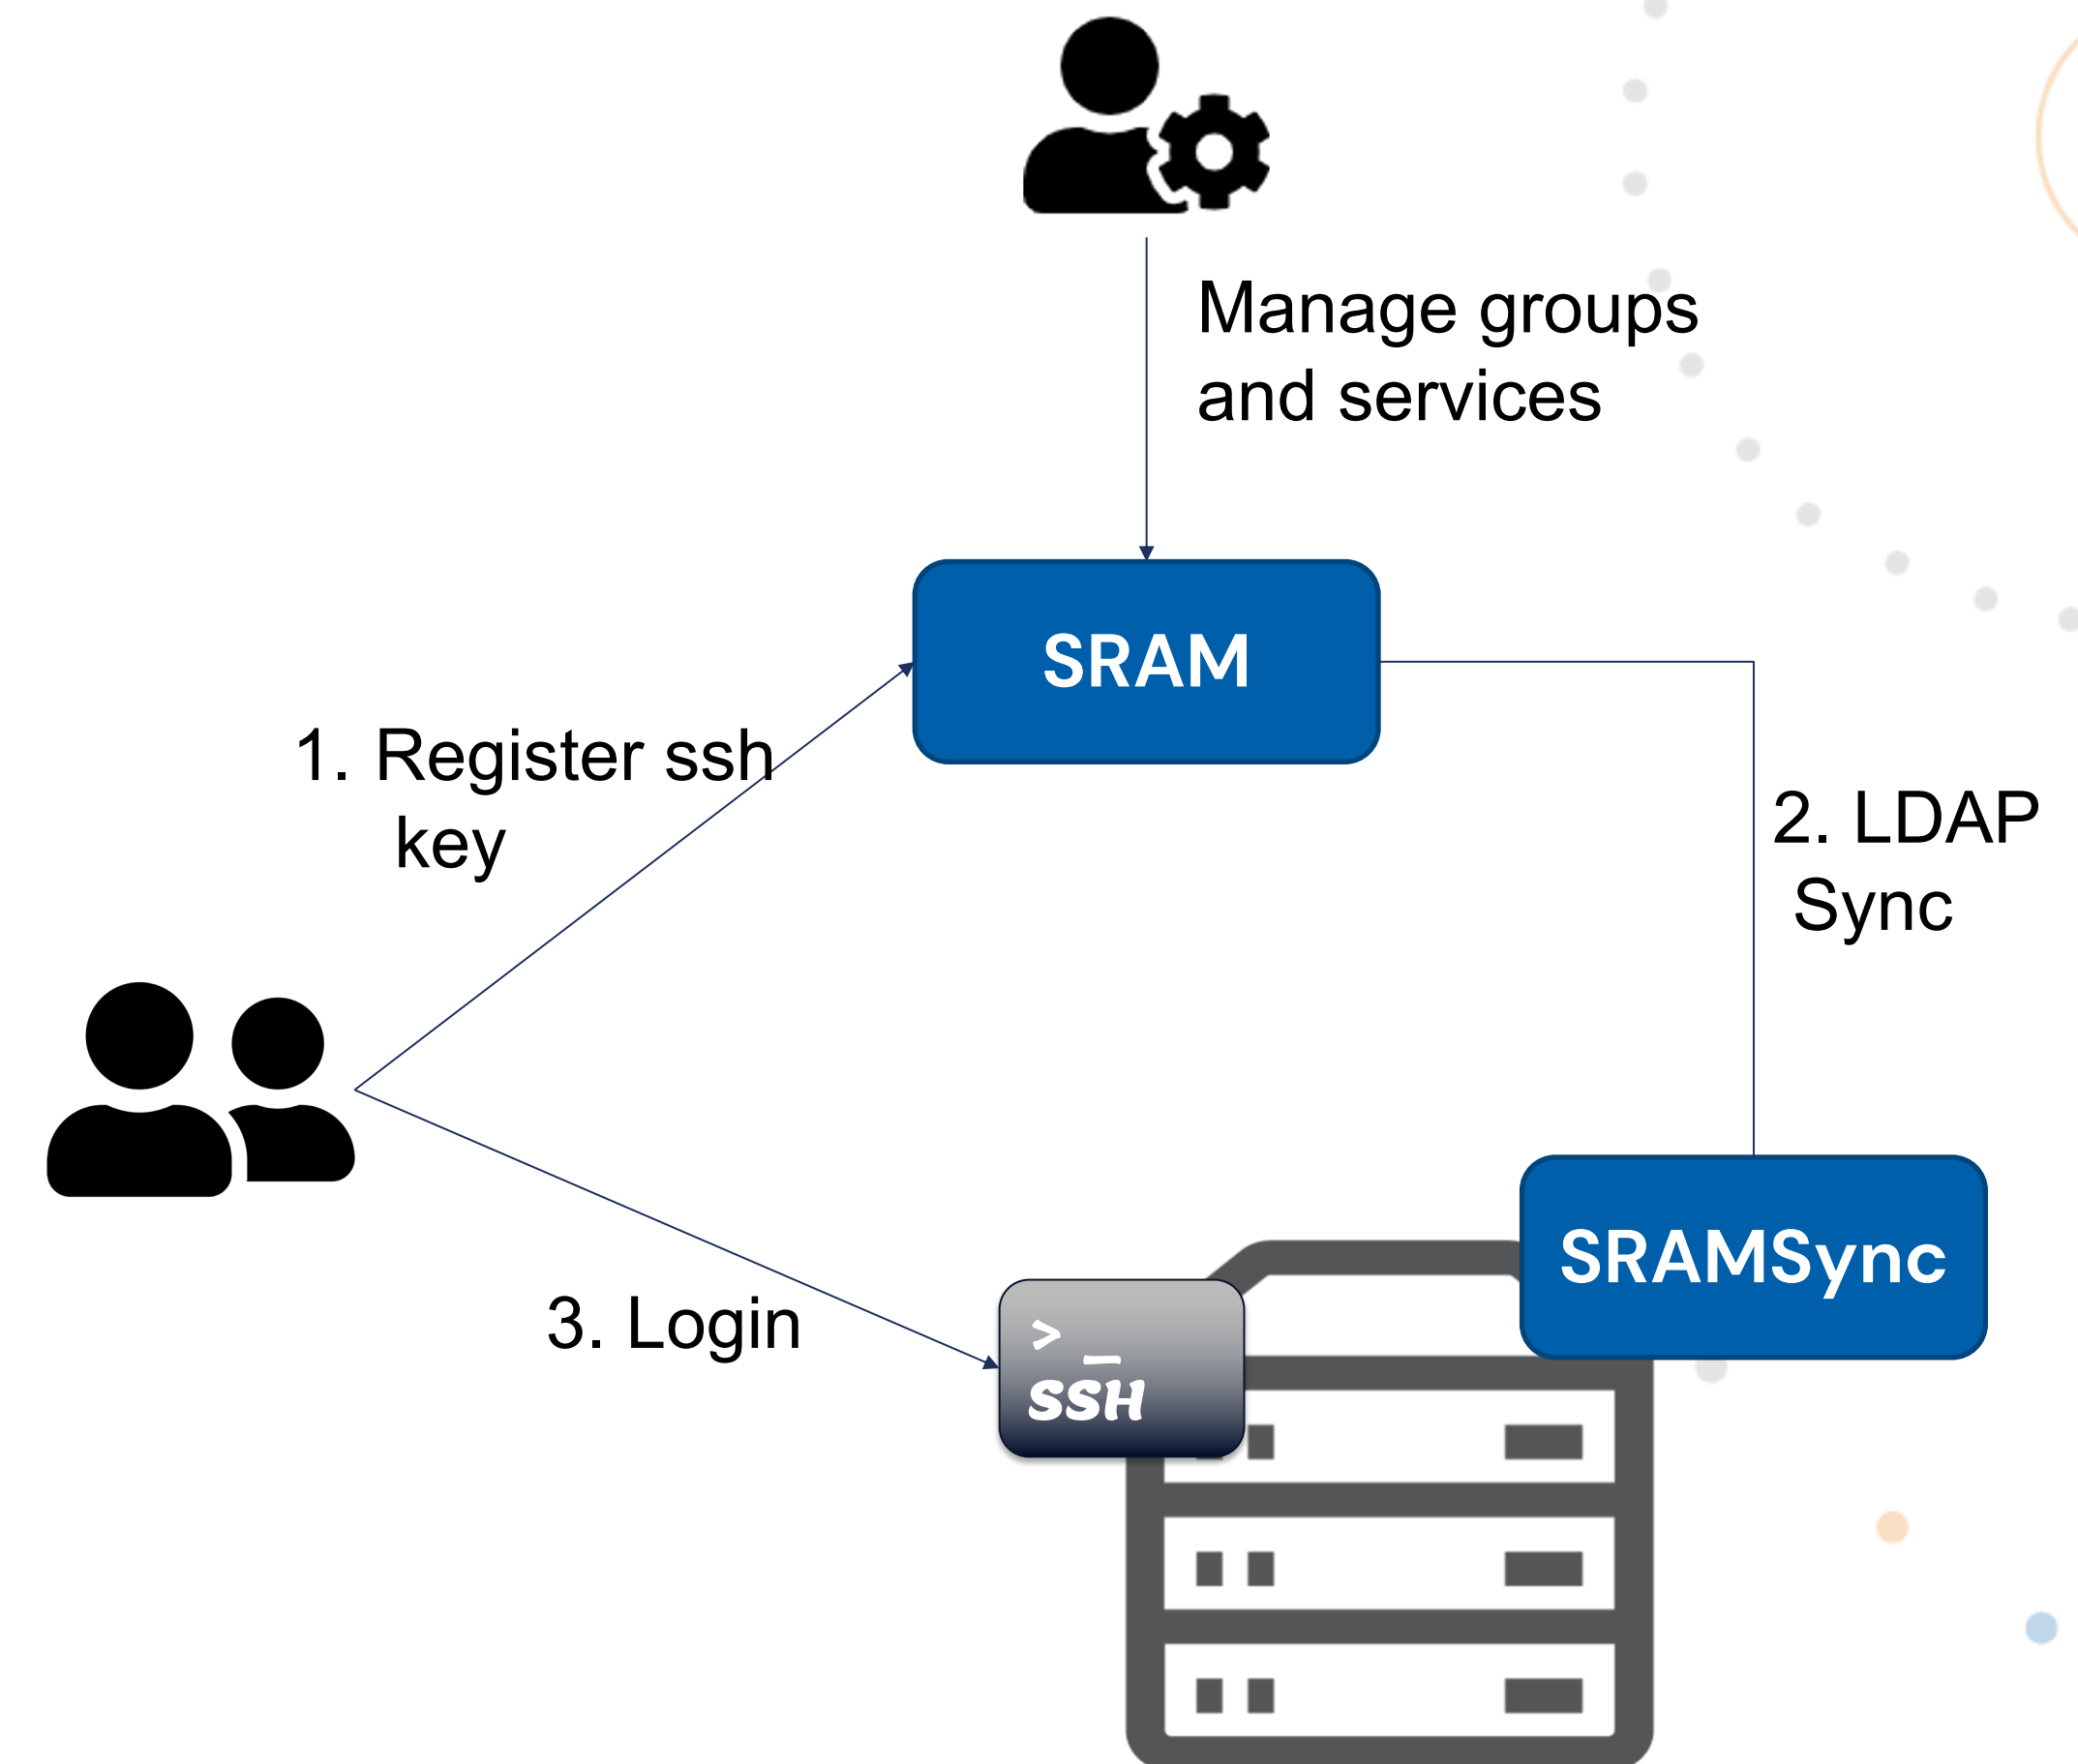 Manage groups
and services
SRAM
1. Register ssh
key
2. LDAP
Sync
SRAMSync
3. Login
>_
SSH